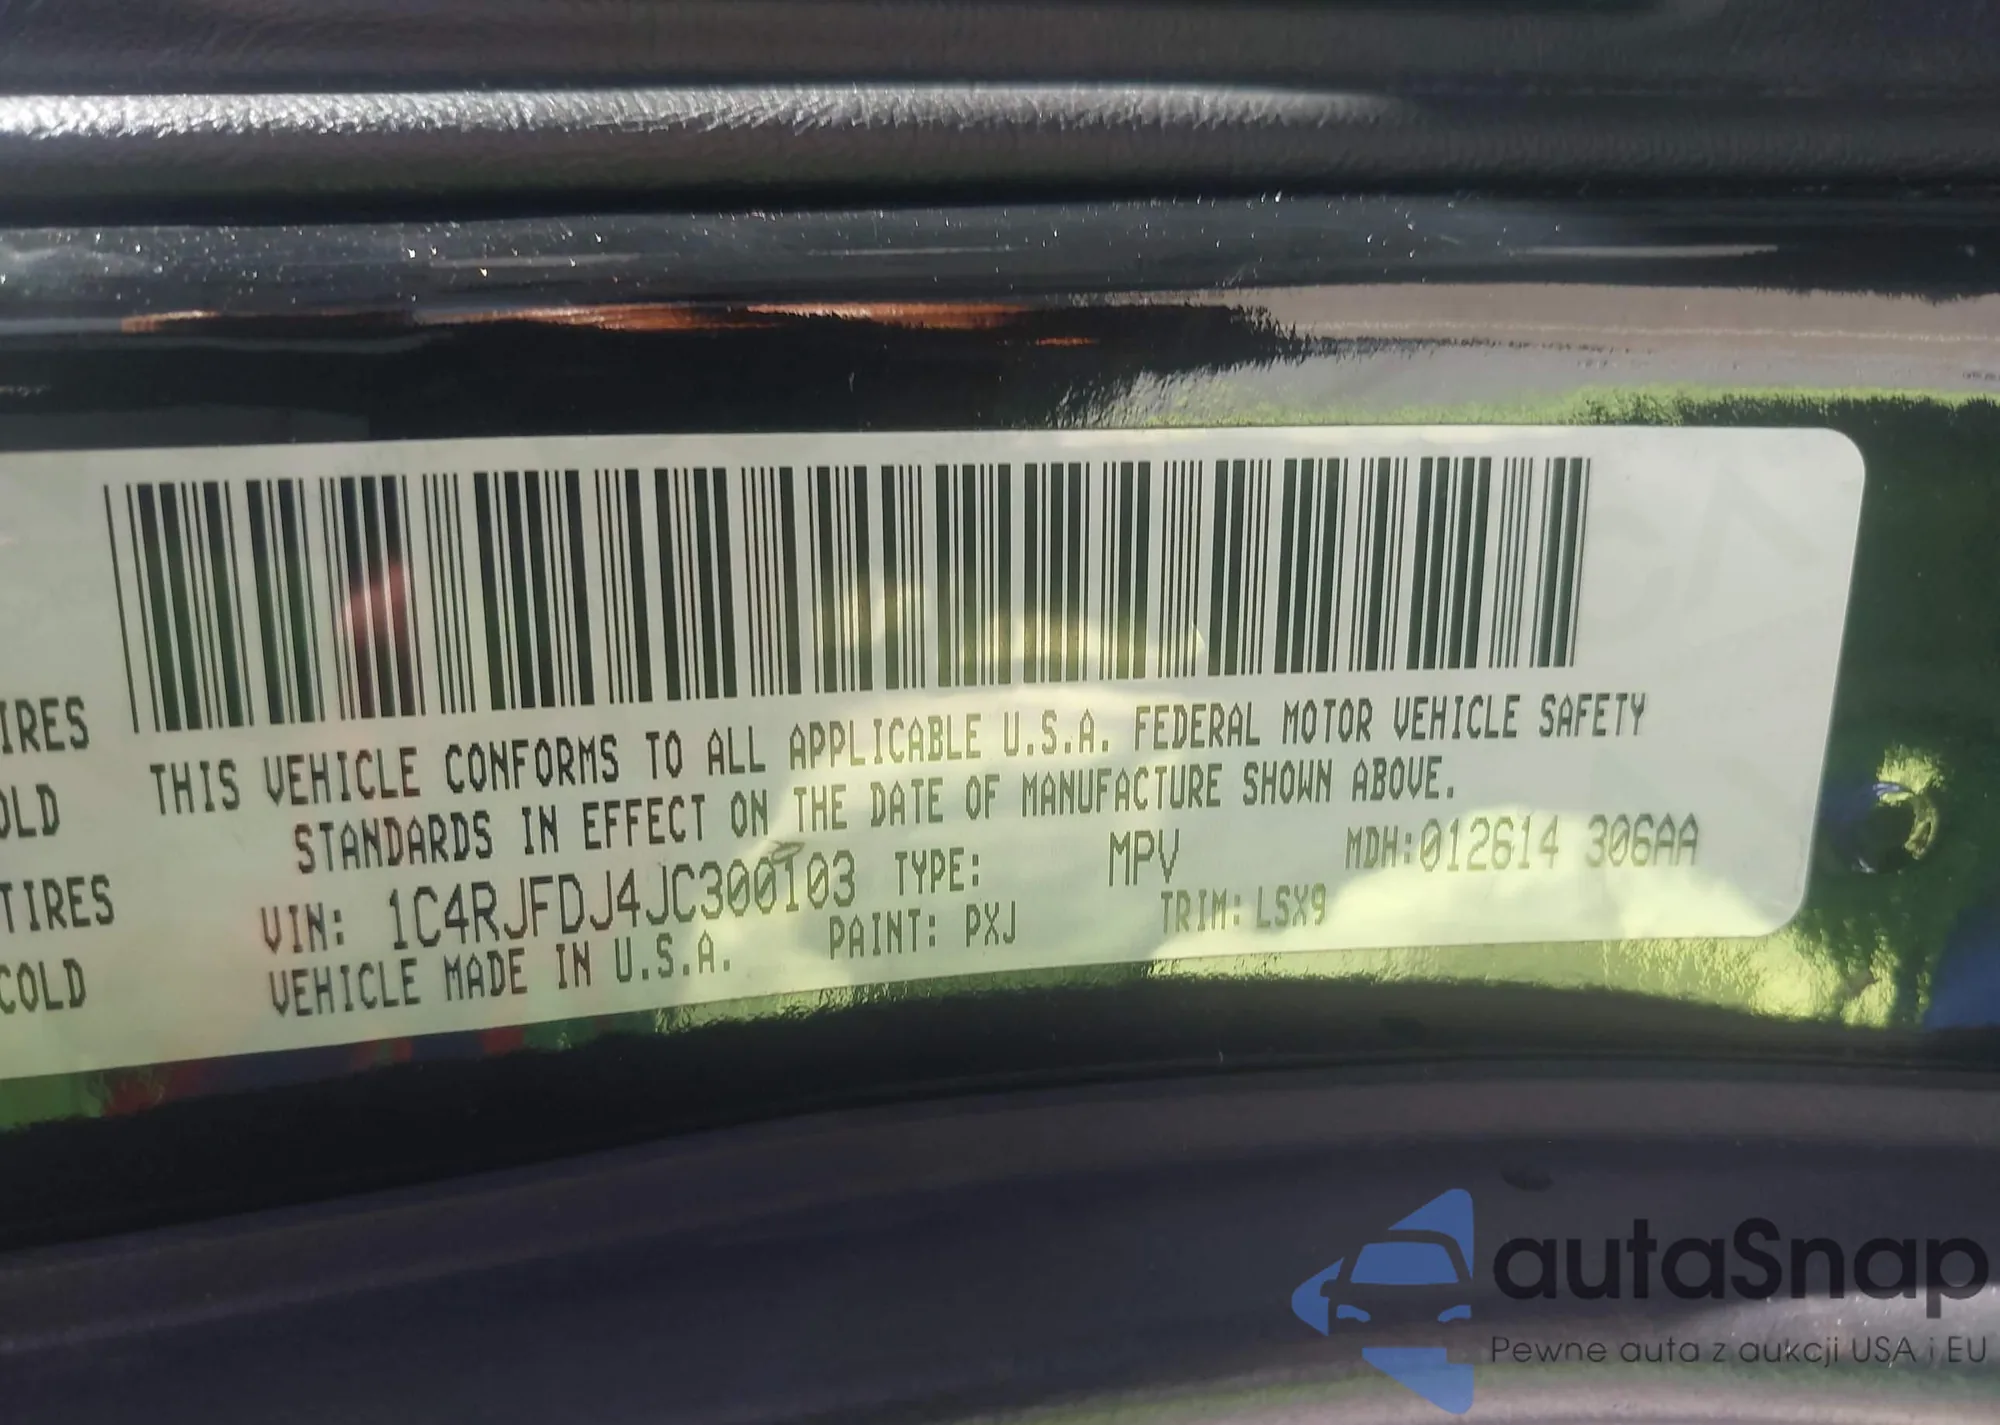 TIRES
COLD
TIRES
COLD
THIS VEHICLE CONFORMS TO ALL APPLICABLE U.S.A. FEDERAL MOTOR VEHICLE SAFETY
STANDARDS IN EFFECT ON THE DATE OF MANUFACTURE SHOWN ABOVE.
VIN: 1C4RJFDJ4JC300103 TYPE: MPV MDH:012614 306AA
VEHICLE MADE IN U.S.A. PAINT: PXJ TRIM: LSX9
autaSnap
Pewne auta z aukcji USA i EU